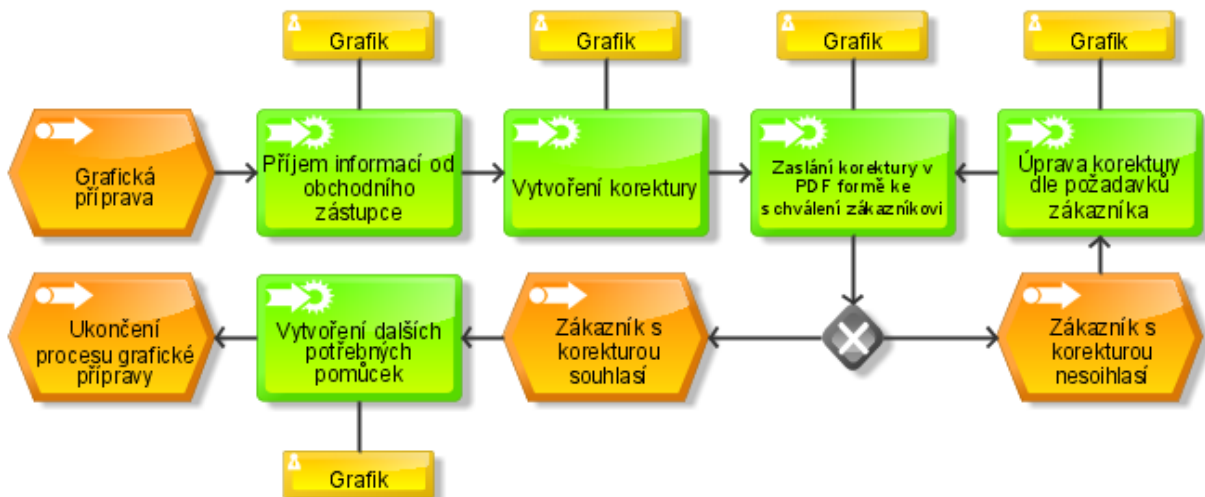 Grafik
Grafik
Grafik
Grafik
Grafická
příprava
Příjem informací od
obchodního
zástupce
Vytvoření korektury
Zaslání korektury v
PDF formě ke
schválení zákazníkovi
Úprava korektury
dle požadavků
zákazníka
Ukončení
procesu grafické
přípravy
Vytvoření dalších
potřebných
pomůcek
Zákazník s
korekturou
souhlasí
Zákazník s
korekturou
nesoihlasí
Grafik